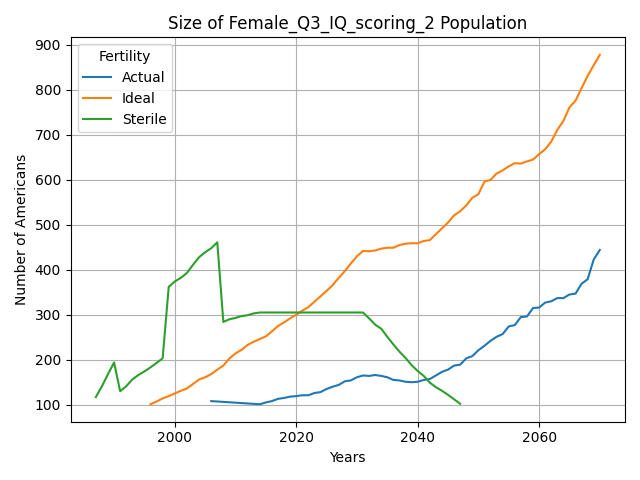 Size of Female_Q3_IQ_scoring_2 Population
Fertility
Actual
Ideal
Sterile
Number of Americans
900
800
700
600
500
400
300
200
100
2000
2020
2040
2060
Years